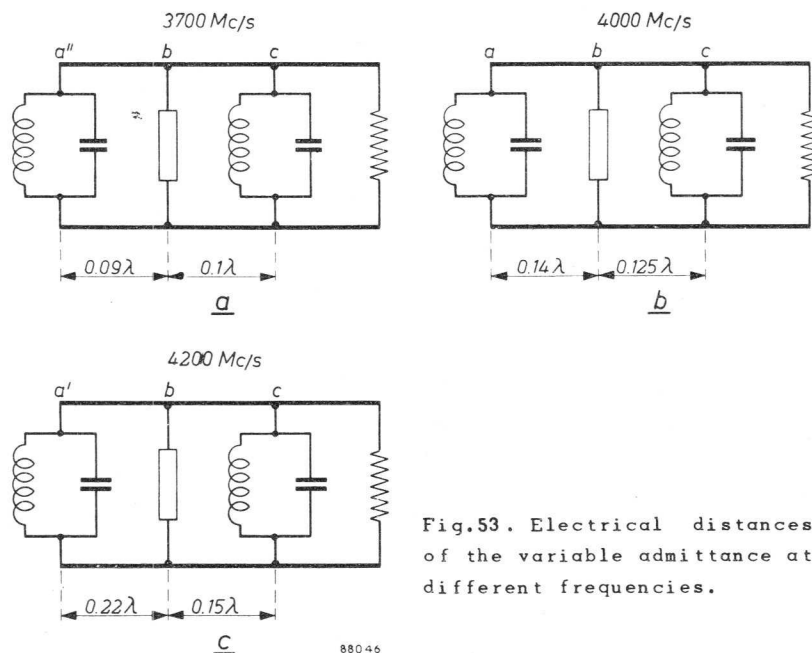 3700 Mc/s
a" b c
0.09λ 0.1λ
a
4000 Mc/s
a b c
0.14λ 0.125λ
b
4200 Mc/s
a' b c
0.22λ 0.15λ
c
88046
Fig.53. Electrical distances
of the variable admittance at
different frequencies.